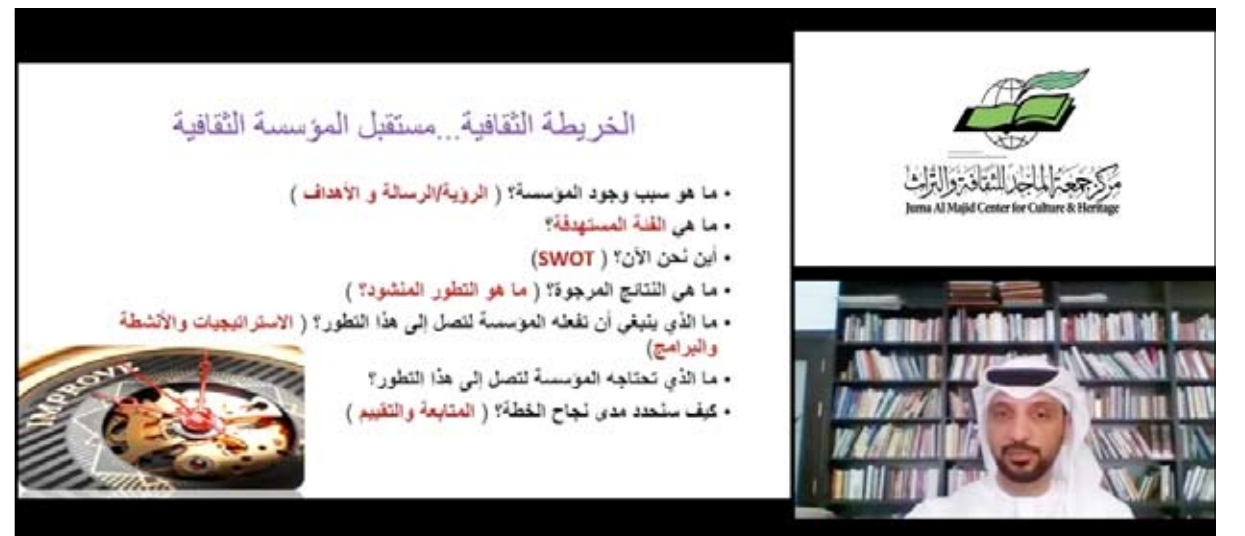 الخريطة الثقافية...مستقبل المؤسسة الثقافية
• ما هو سبب وجود المؤسسة؟ ( الرؤية/الرسالة و الأهداف )
• ما هي الفئة المستهدفة؟
• أين نحن الآن؟ ( SWOT)
• ما هي النتائج المرجوة؟ ( ما هو التطور المنشود؟ )
• ما الذي ينبغي أن تفعله المؤسسة لتصل إلى هذا التطور؟ ( الاستراتيجيات والأنشطة
والبرامج)
• ما الذي تحتاجه المؤسسة لتصل إلى هذا التطور؟
• كيف سنحدد مدى نجاح الخطة؟ ( المتابعة والتقييم )
IMPROVE
مركز جمعة الماجد للثقافة والتراث
Juma Al Majid Center for Culture & Heritage